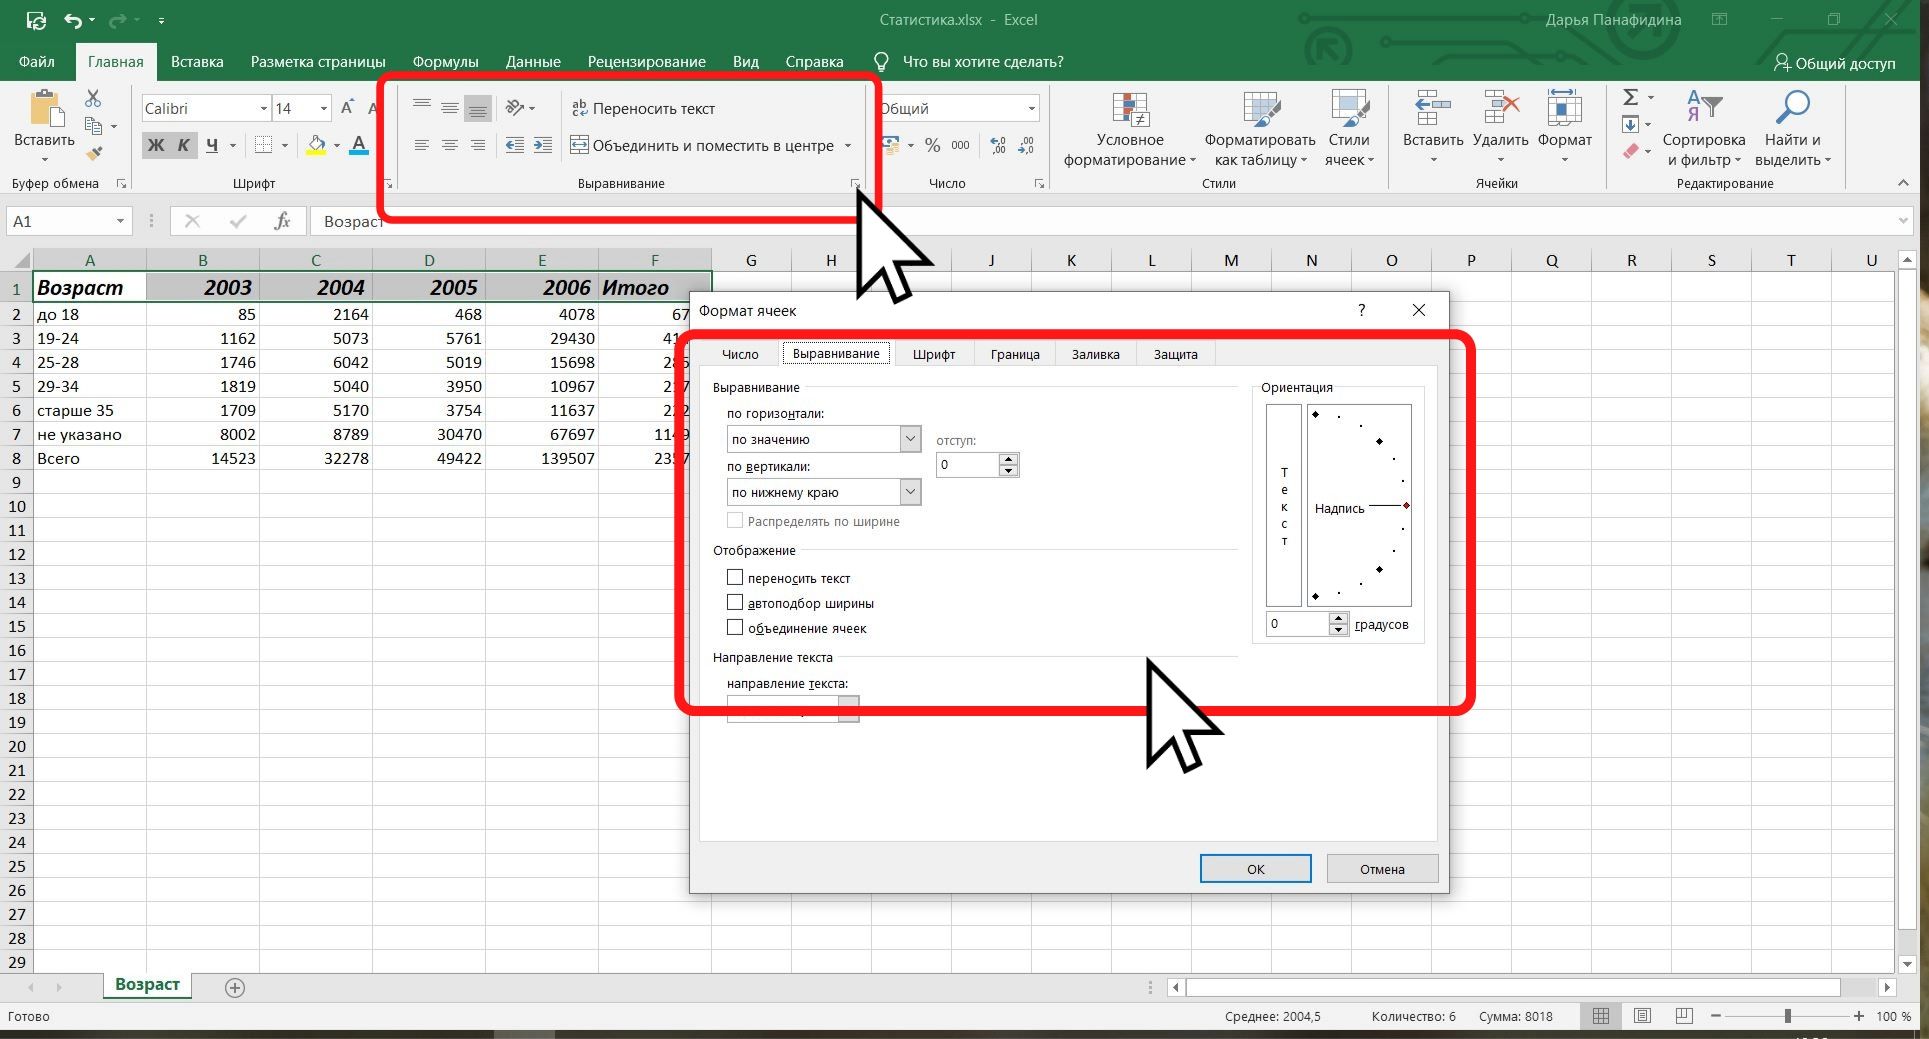 Статистика.xlsx - Excel
Дарья Панафидина
Файл Главная Вставка Разметка страницы Формулы Данные Рецензирование Вид Справка Что вы хотите сделать? Общий доступ
Вставить
Буфер обмена
Calibri 14
Ж К Ч
Шрифт
Переносить текст
Объединить и поместить в центре
Выравнивание
Общий
% 000
Число
Условное форматирование
Форматировать как таблицу
Стили ячеек
Стили
Вставить Удалить Формат
Ячейки
Сортировка и фильтр
Найти и выделить
Редактирование
A1 fx Возраст
A B C D E F G H J K L M N O P Q R S T U
1 Возраст 2003 2004 2005 2006 Итого
2 до 18 85 2164 468 4078
3 19-24 1162 5073 5761 29430
4 25-28 1746 6042 5019 15698
5 29-34 1819 5040 3950 10967
6 старше 35 1709 5170 3754 11637
7 не указано 8002 8789 30470 67697
8 Всего 14523 32278 49422 139507
9
10
11
12
13
14
15
16
17
18
19
20
21
22
23
24
25
26
27
28
29
Формат ячеек ?
Число Выравнивание Шрифт Граница Заливка Защита
Выравнивание
по горизонтали:
по значению
отступ:
0
по вертикали:
по нижнему краю
Распределять по ширине
Отображение
переносить текст
автоподбор ширины
объединение ячеек
Направление текста
направление текста:
Ориентация
Текст
Надпись
0 градусов
ОК Отмена
Возраст
Готово
Среднее: 2004,5 Количество: 6 Сумма: 8018 100 %